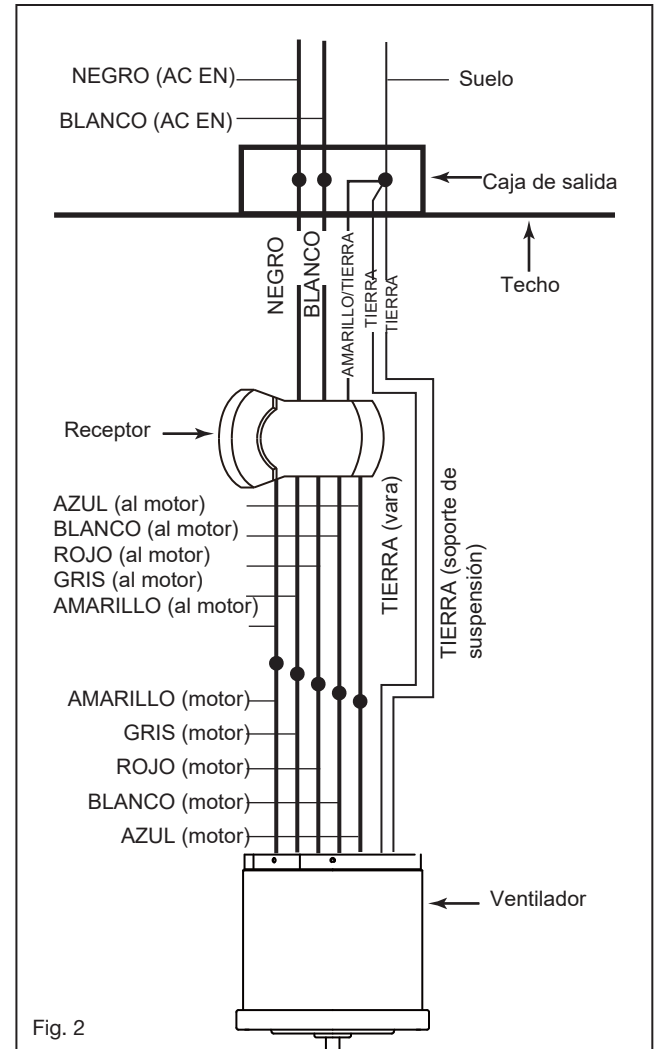 NEGRO (AC EN)
Suelo
BLANCO (AC EN)
Caja de salida
NEGRO
BLANCO
AMARILLO/TIERRA
TIERRA
TIERRA
Techo
Receptor
AZUL (al motor)
BLANCO (al motor)
ROJO (al motor)
GRIS (al motor)
AMARILLO (al motor)
TIERRA (vara)
TIERRA (soporte de
suspensión)
AMARILLO (motor)
GRIS (motor)
ROJO (motor)
BLANCO (motor)
AZUL (motor)
Ventilador
Fig. 2